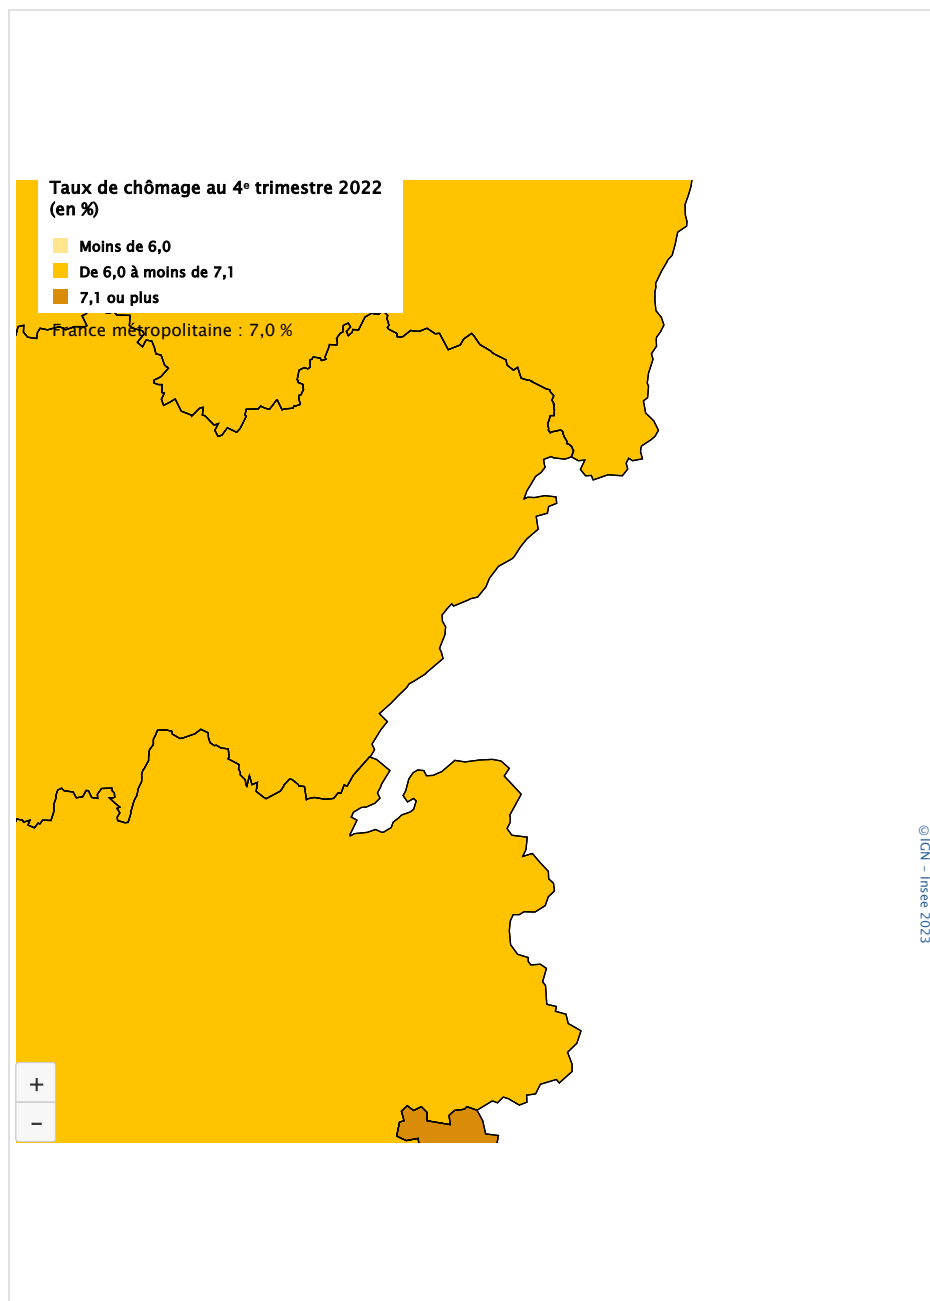 Taux de chômage au 4ᵉ trimestre 2022
(en %)
Moins de 6,0
De 6,0 à moins de 7,1
7,1 ou plus
France métropolitaine : 7,0 %
©IGN - Insee 2023
+
-